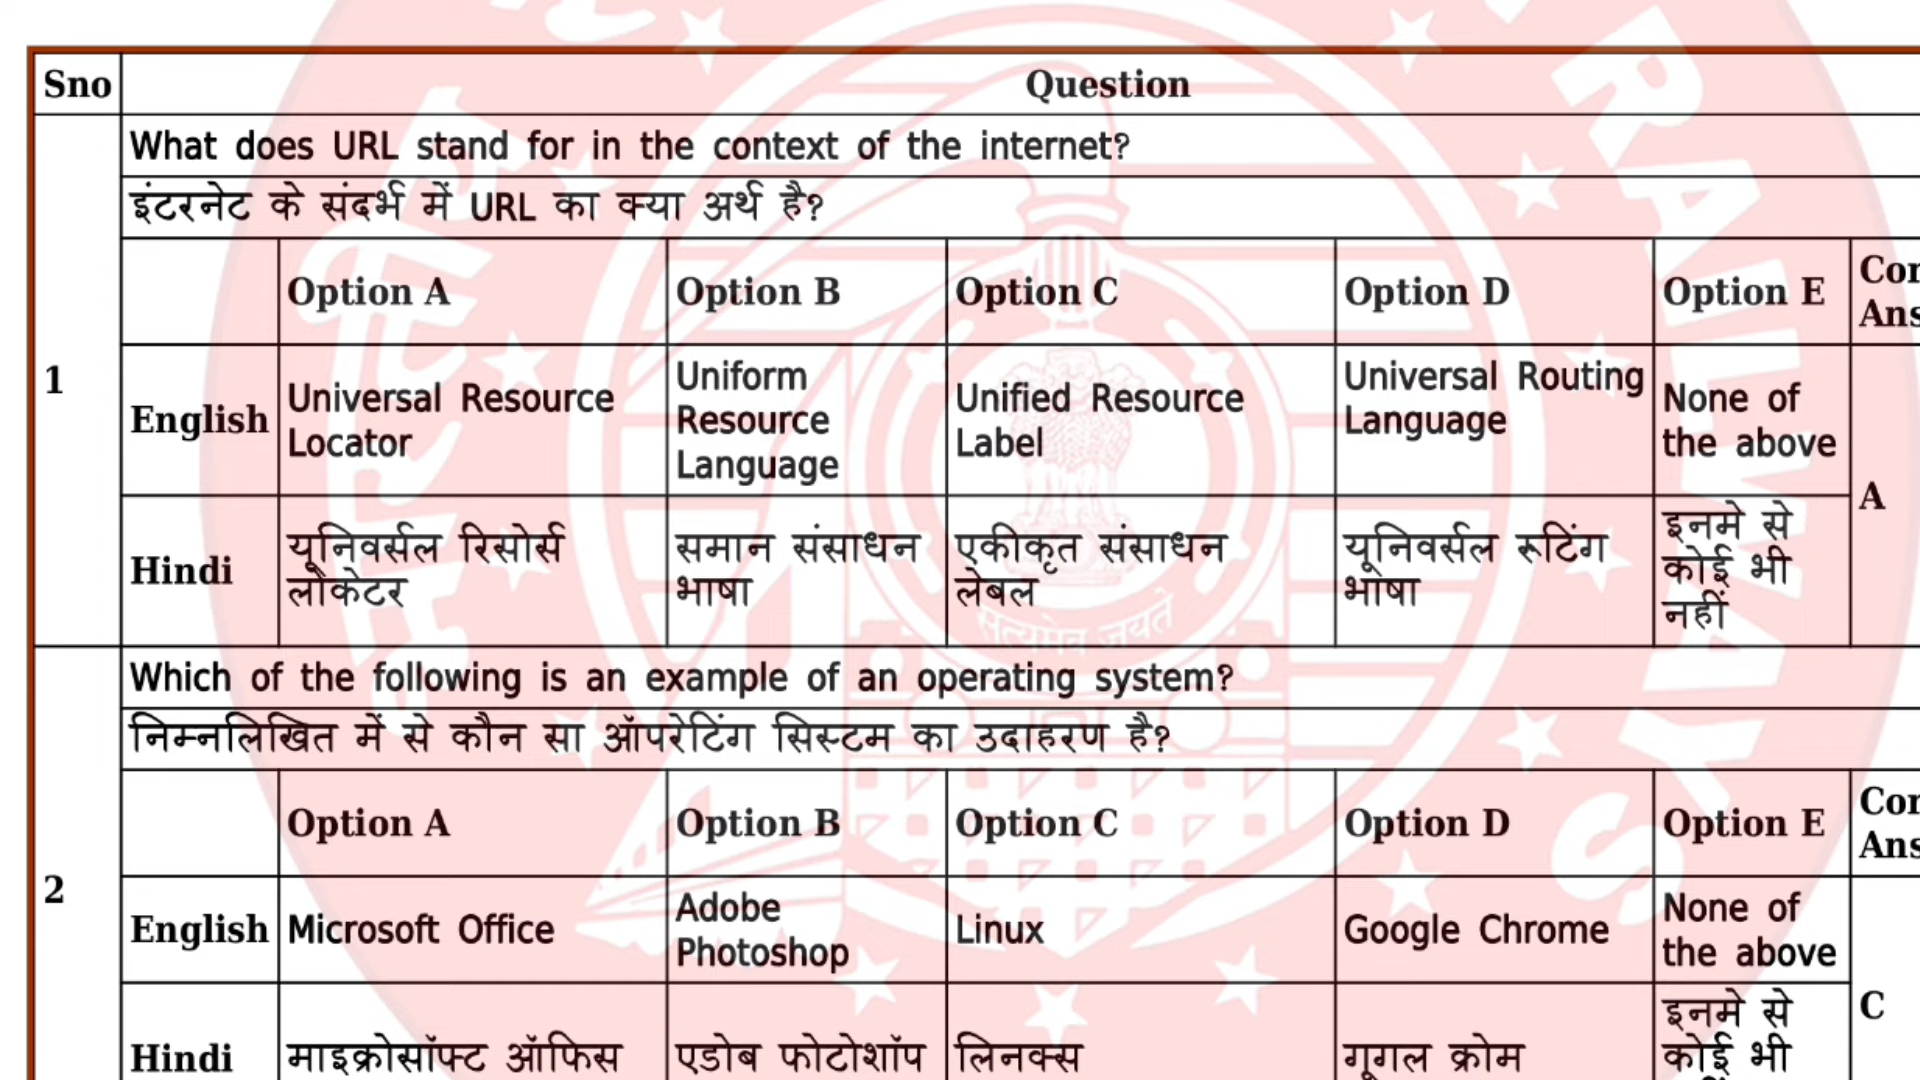 Sno
Question
What does URL stand for in the context of the internet?
इंटरनेट के संदर्भ में URL का क्या अर्थ है?
Option A
Option B
Option C
Option D
Option E
Cor
Ans
1
English
Universal Resource
Locator
Uniform
Resource
Language
Unified Resource
Label
Universal Routing
Language
None of
the above
A
Hindi
यूनिवर्सल रिसोर्स
लोकेटर
समान संसाधन
भाषा
एकीकृत संसाधन
लेबल
यूनिवर्सल रूटिंग
भाषा
इनमे से
कोई भी
नहीं
सत्यमेव जयते
Which of the following is an example of an operating system?
निम्नलिखित में से कौन सा ऑपरेटिंग सिस्टम का उदाहरण है?
Option A
Option B
Option C
Option D
Option E
Cor
Ans
2
English
Microsoft Office
Adobe
Photoshop
Linux
Google Chrome
None of
the above
C
Hindi
माइक्रोसॉफ्ट ऑफिस
एडोब फोटोशॉप
लिनक्स
गूगल क्रोम
इनमे से
कोई भी
RAILWAYS